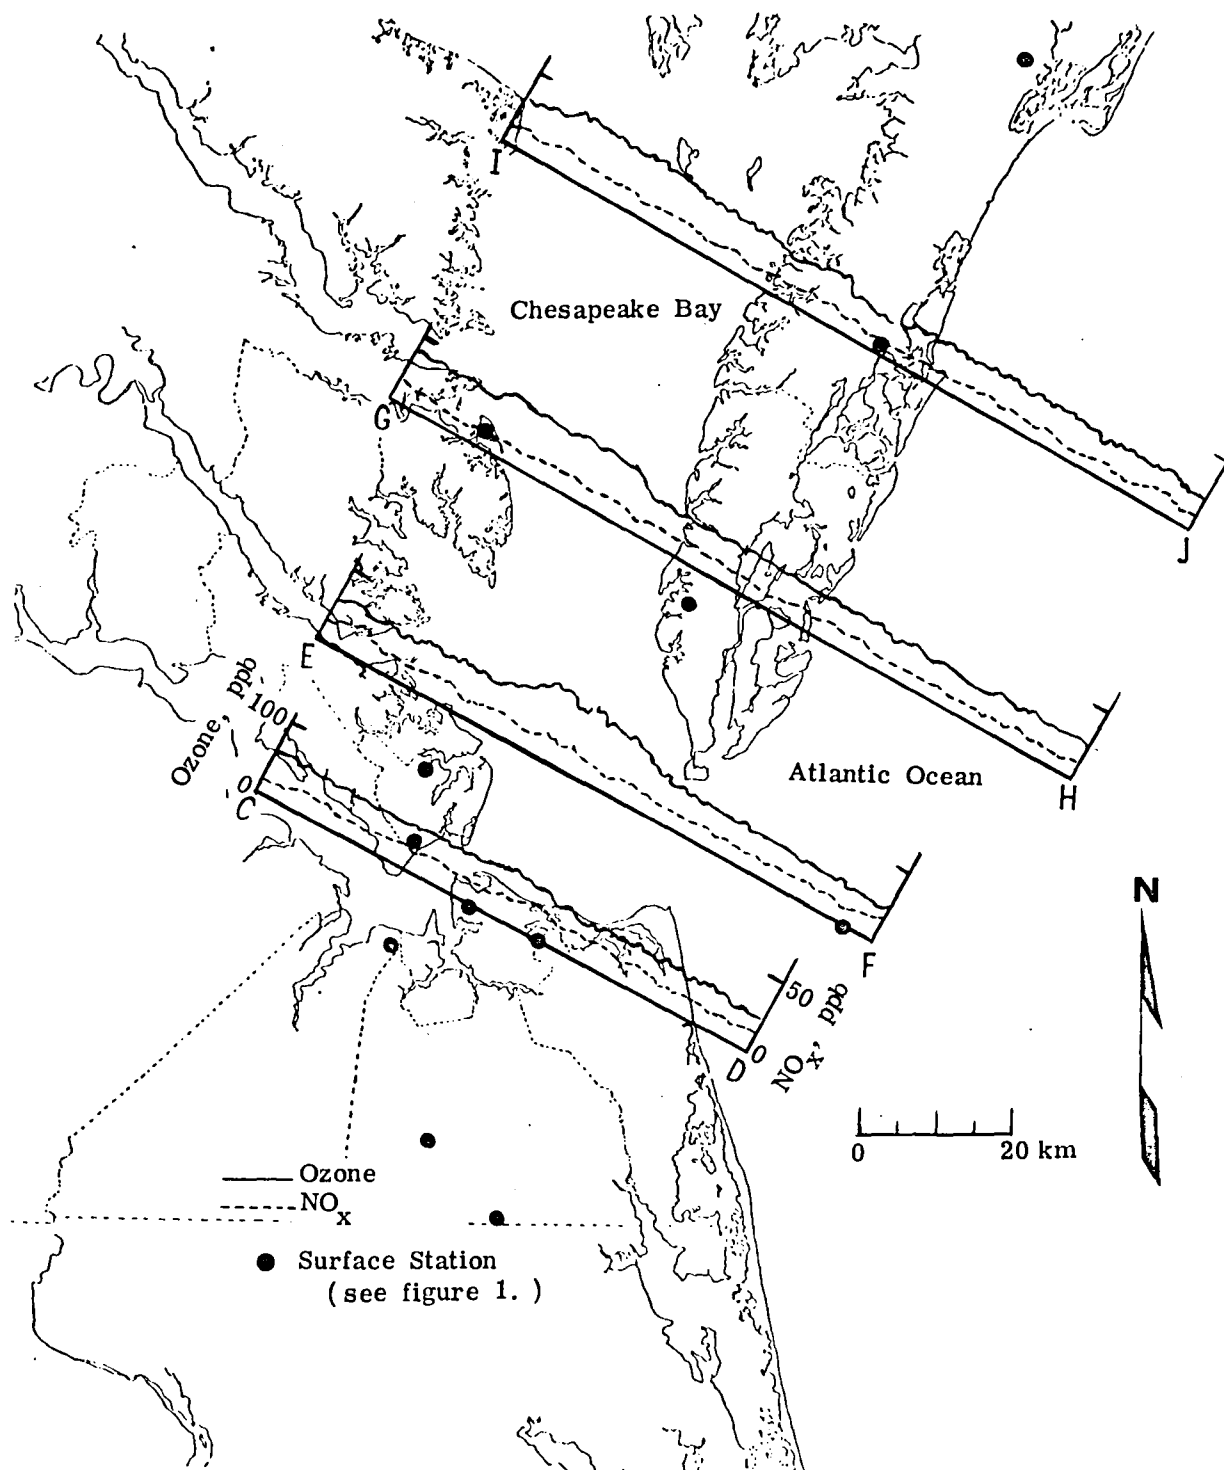 I
Chesapeake Bay
G
J
E
Ozone, ppb
100
0
C
Atlantic Ocean
H
N
F
50
0
NOx, ppb
D
0 20 km
Ozone
NOx
Surface Station
(see figure 1. )